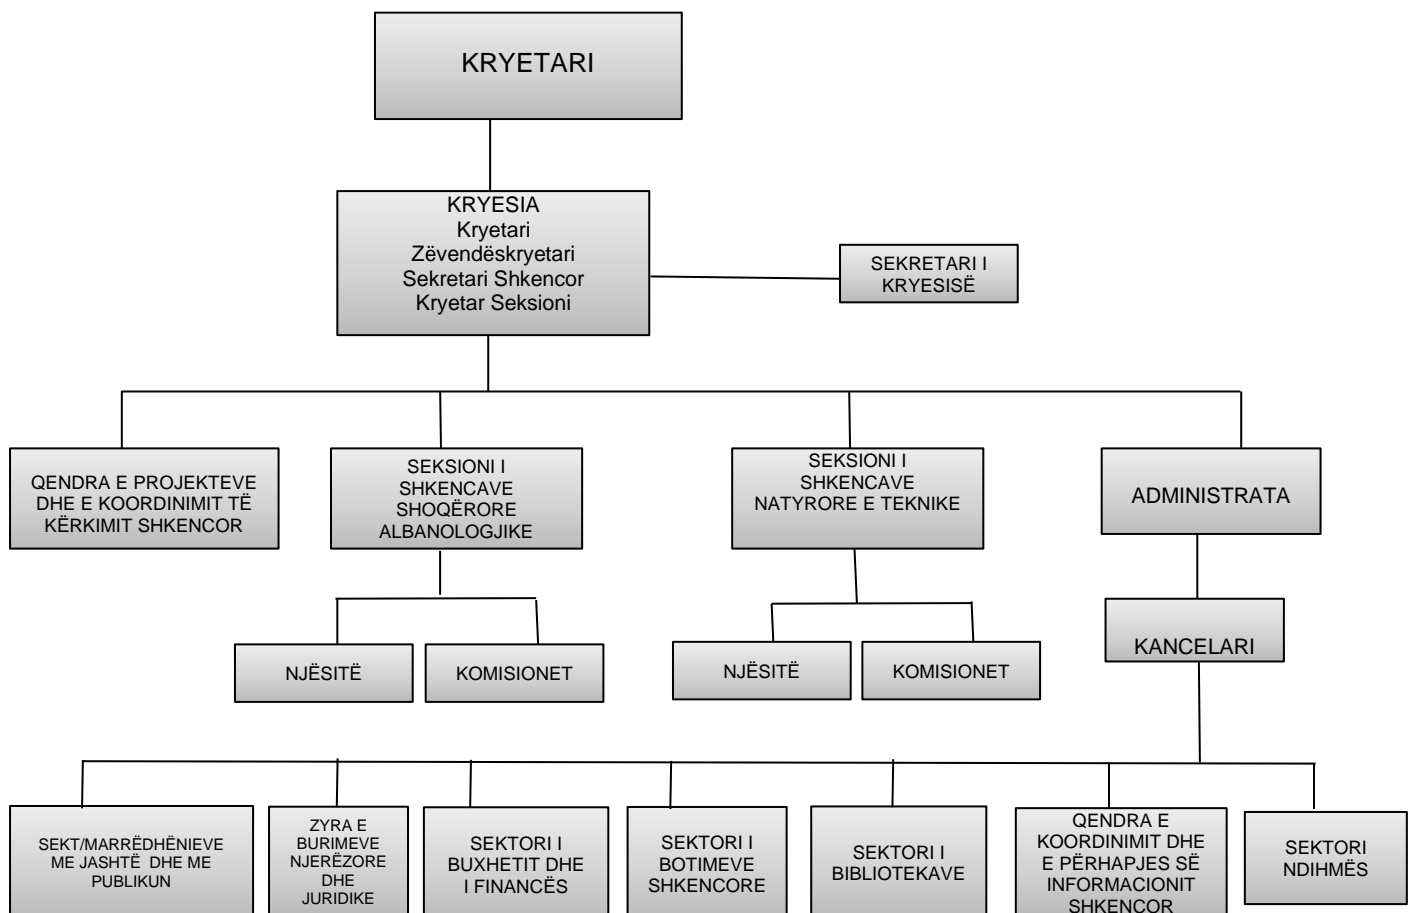 KRYETARI
KRYESIA
Kryetari
Zëvendëskryetari
Sekretari Shkencor
Kryetar Seksioni
SEKRETARI I
KRYESISË
QENDRA E PROJEKTEVE
DHE E KOORDINIMIT TË
KËRKIMIT SHKENCOR
SEKSIONI I
SHKENCAVE
SHOQËRORE
ALBANOLOGJIKE
SEKSIONI I
SHKENCAVE
NATYRORE E TEKNIKE
ADMINISTRATA
NJËSITË
KOMISIONET
NJËSITË
KOMISIONET
KANCELARI
SEKT/MARRËDHËNIEVE
ME JASHTË DHE ME
PUBLIKUN
ZYRA E
BURIMEVE
NJERËZORE
DHE
JURIDIKE
SEKTORI I
BUXHETIT DHE
I FINANCËS
SEKTORI I
BOTIMEVE
SHKENCORE
SEKTORI I
BIBLIOTEKAVE
QENDRA E
KOORDINIMIT DHE
E PËRHAPJES SË
INFORMACIONIT
SHKENCOR
SEKTORI
NDIHMËS